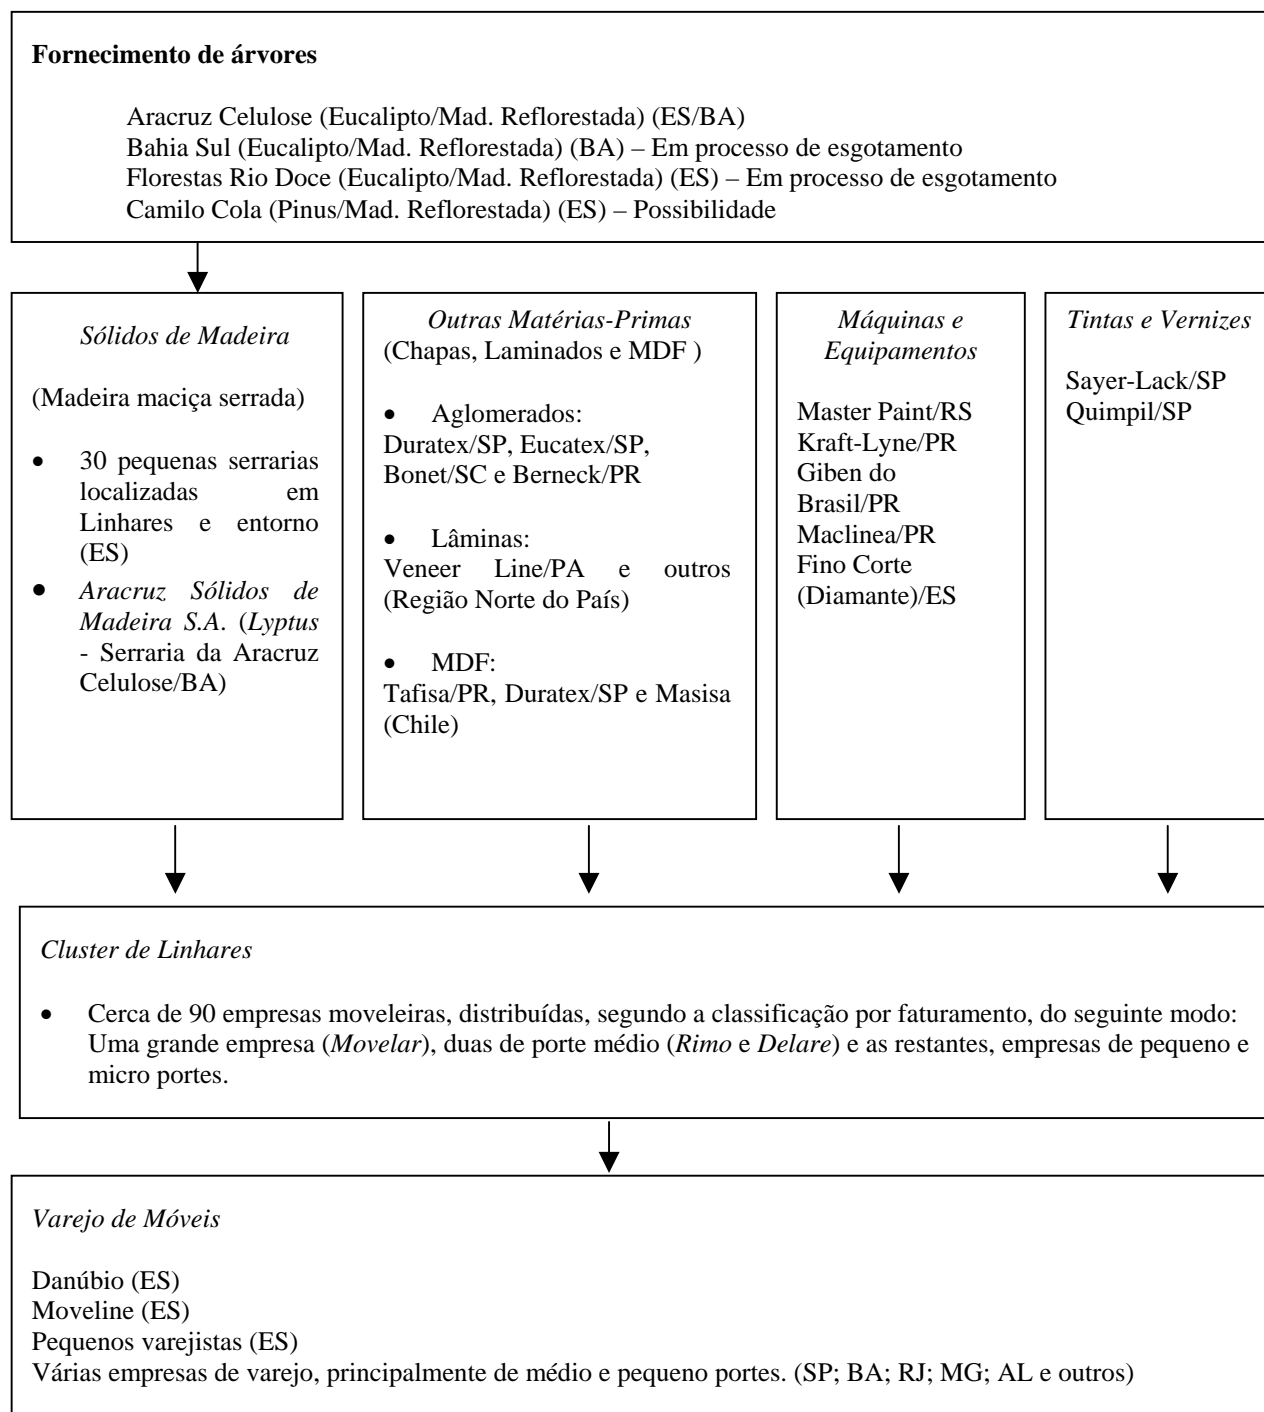 Fornecimento de árvores
Aracruz Celulose (Eucalipto/Mad. Reflorestada) (ES/BA)
Bahia Sul (Eucalipto/Mad. Reflorestada) (BA) – Em processo de esgotamento
Florestas Rio Doce (Eucalipto/Mad. Reflorestada) (ES) – Em processo de esgotamento
Camilo Cola (Pinus/Mad. Reflorestada) (ES) – Possibilidade
Sólidos de Madeira
(Madeira maciça serrada)
• 30 pequenas serrarias
localizadas em
Linhares e entorno
(ES)
• Aracruz Sólidos de
Madeira S.A. (Lyptus
- Serraria da Aracruz
Celulose/BA)
Outras Matérias-Primas
(Chapas, Laminados e MDF )
• Aglomerados:
Duratex/SP, Eucatex/SP,
Bonet/SC e Berneck/PR
• Lâminas:
Veneer Line/PA e outros
(Região Norte do País)
• MDF:
Tafisa/PR, Duratex/SP e Masisa
(Chile)
Máquinas e
Equipamentos
Master Paint/RS
Kraft-Lyne/PR
Giben do
Brasil/PR
Maclinea/PR
Fino Corte
(Diamante)/ES
Tintas e Vernizes
Sayer-Lack/SP
Quimpil/SP
Cluster de Linhares
• Cerca de 90 empresas moveleiras, distribuídas, segundo a classificação por faturamento, do seguinte modo:
Uma grande empresa (Movelar), duas de porte médio (Rimo e Delare) e as restantes, empresas de pequeno e
micro portes.
Varejo de Móveis
Danúbio (ES)
Moveline (ES)
Pequenos varejistas (ES)
Várias empresas de varejo, principalmente de médio e pequeno portes. (SP; BA; RJ; MG; AL e outros)